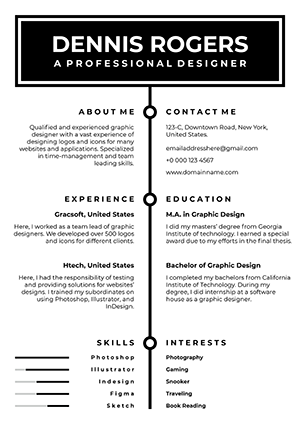 DENNIS ROGERS
A PROFESSIONAL DESIGNER
ABOUT ME
Qualified and experienced graphic
designer with a vast experience of
designing logos and icons for many
websites and applications. Specialized
in time-management and team
leading skills.
CONTACT ME
123-C, Downtown Road, New York,
United States.
emailaddresshere@gmail.com
+0 000 123 4567
www.domainname.com
EXPERIENCE
Gracsoft, United States
Here, I worked as a team lead of graphic
designers. We developed over 500 logos
and icons for different clients.
Htech, United States
Here, I had the responsibility of testing
and providing solutions for websites'
designs. I trained my subordinates on
using Photoshop, Illustrator, and
InDesign.
EDUCATION
M.A. in Graphic Design
I did my masters' degree from Georgia
Institute of technology. I earned a special
award due to my efforts in the final thesis.
Bachelor of Graphic Design
I completed my bachelors from California
Institute of Technology. During my
degree, I did internship at a software
house as a graphic designer.
SKILLS
Photoshop
Illustrator
Indesign
Figma
Sketch
INTERESTS
Photography
Gaming
Snooker
Traveling
Book Reading